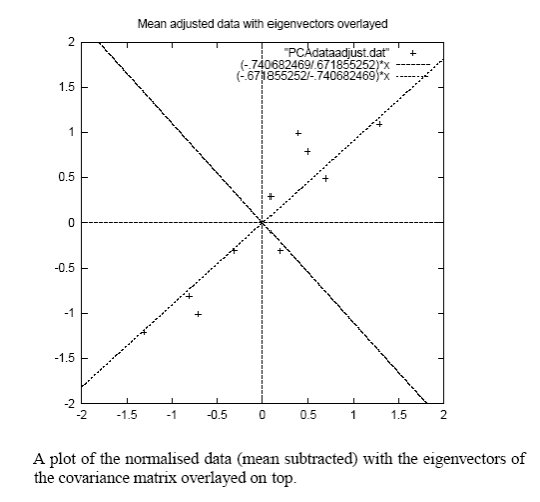 Mean adjusted data with eigenvectors overlayed
"PCAdataadjust.dat"
(-.740682469/.671855252)*x
(-.671855252/-.740682469)*x
2
1.5
1
0.5
0
-0.5
-1
-1.5
-2
-2 -1.5 -1 -0.5 0 0.5 1 1.5 2
A plot of the normalised data (mean subtracted) with the eigenvectors of
the covariance matrix overlayed on top.